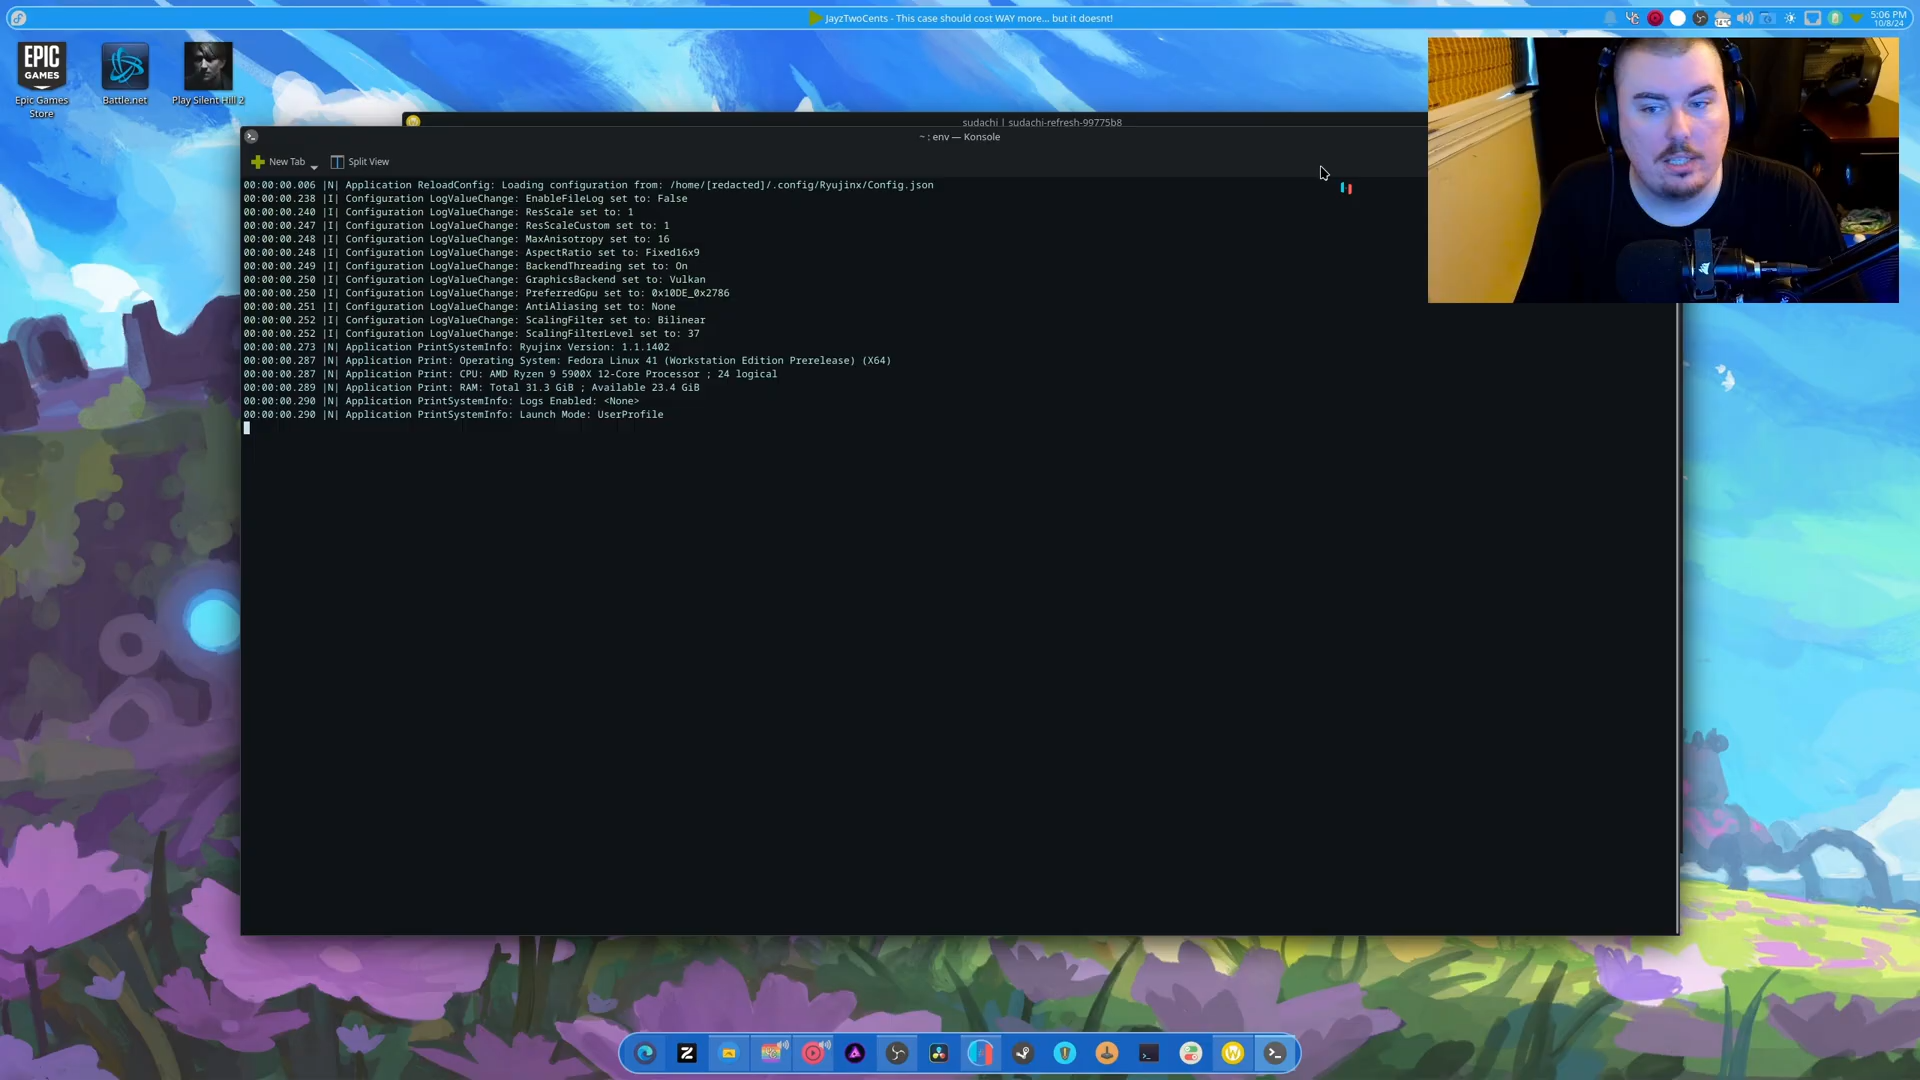 JayzTwoCents - This case should cost WAY more... but it doesnt!
5:06 PM
10/8/24
EPIC
GAMES
Epic Games
Store
Battle.net
Play Silent Hill 2
sudachi | sudachi-refresh-99775b8
~ : env — Konsole
New Tab
Split View
00:00:00.006 |N| Application ReloadConfig: Loading configuration from: /home/[redacted]/.config/Ryujinx/Config.json
00:00:00.238 |I| Configuration LogValueChange: EnableFileLog set to: False
00:00:00.240 |I| Configuration LogValueChange: ResScale set to: 1
00:00:00.247 |I| Configuration LogValueChange: ResScaleCustom set to: 1
00:00:00.248 |I| Configuration LogValueChange: MaxAnisotropy set to: 16
00:00:00.248 |I| Configuration LogValueChange: AspectRatio set to: Fixed16x9
00:00:00.249 |I| Configuration LogValueChange: BackendThreading set to: On
00:00:00.250 |I| Configuration LogValueChange: GraphicsBackend set to: Vulkan
00:00:00.250 |I| Configuration LogValueChange: PreferredGpu set to: 0x10DE_0x2786
00:00:00.251 |I| Configuration LogValueChange: AntiAliasing set to: None
00:00:00.252 |I| Configuration LogValueChange: ScalingFilter set to: Bilinear
00:00:00.252 |I| Configuration LogValueChange: ScalingFilterLevel set to: 37
00:00:00.273 |N| Application PrintSystemInfo: Ryujinx Version: 1.1.1402
00:00:00.287 |N| Application Print: Operating System: Fedora Linux 41 (Workstation Edition Prerelease) (X64)
00:00:00.287 |N| Application Print: CPU: AMD Ryzen 9 5900X 12-Core Processor ; 24 logical
00:00:00.289 |N| Application Print: RAM: Total 31.3 GiB ; Available 23.4 GiB
00:00:00.290 |N| Application PrintSystemInfo: Logs Enabled: <None>
00:00:00.290 |N| Application PrintSystemInfo: Launch Mode: UserProfile